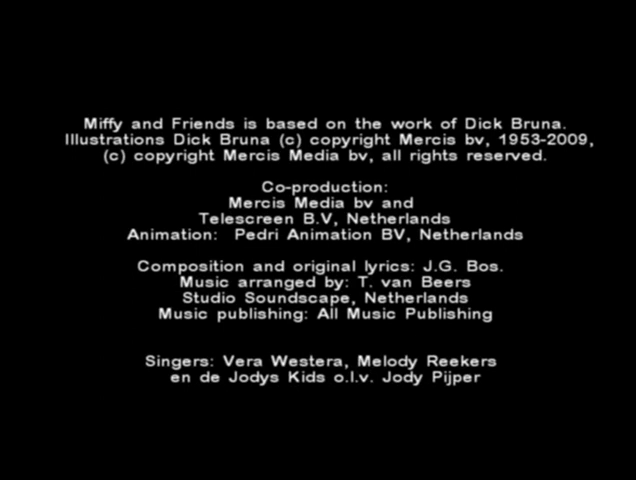 Miffy and Friends is based on the work of Dick Bruna.
Illustrations Dick Bruna (c) copyright Mercis bv, 1953-2009,
(c) copyright Mercis Media bv, all rights reserved.
Co-production:
Mercis Media bv and
Telescreen B.V, Netherlands
Animation: Pedri Animation BV, Netherlands
Composition and original lyrics: J.G. Bos.
Music arranged by: T. van Beers
Studio Soundscape, Netherlands
Music publishing: All Music Publishing
Singers: Vera Westera, Melody Reekers
en de Jodys Kids o.l.v. Jody Pijper